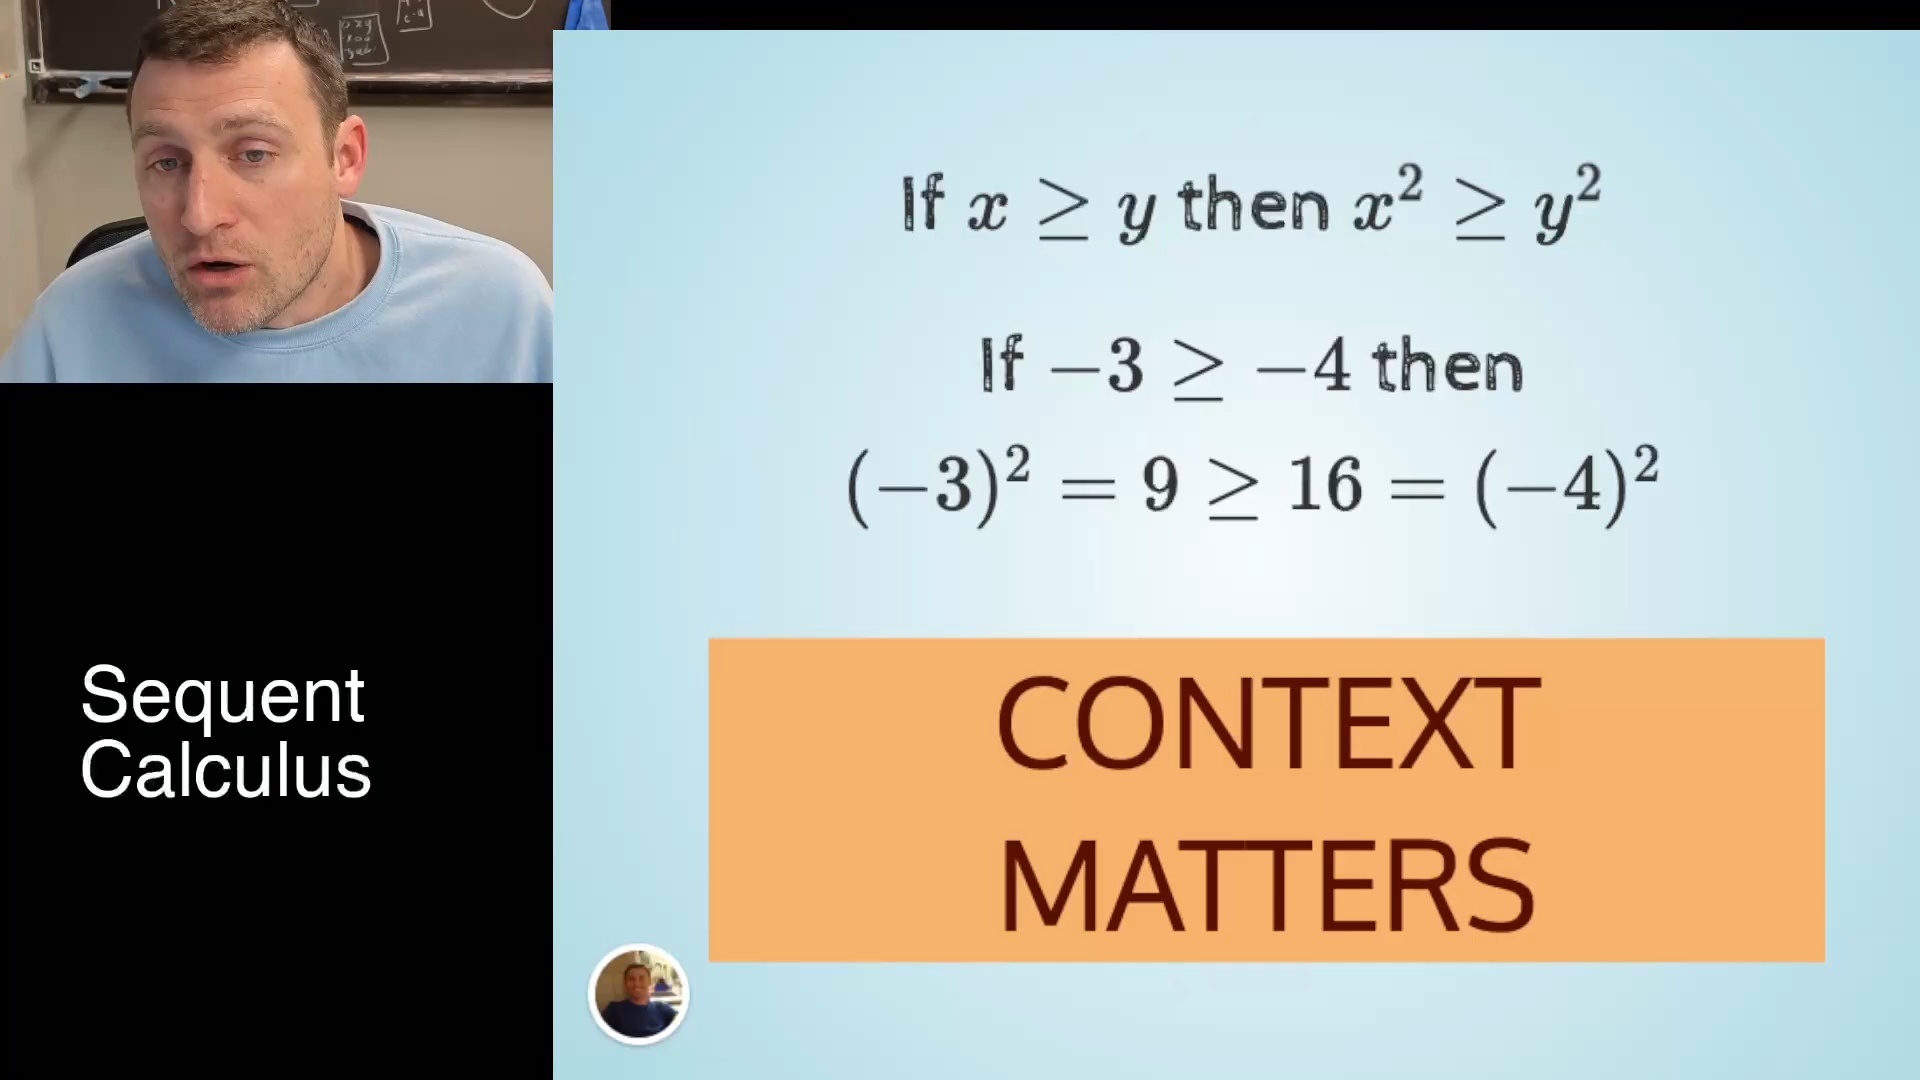 Sequent
Calculus
If x ≥ y then x² ≥ y²
If −3 ≥ −4 then
(−3)² = 9 ≥ 16 = (−4)²
CONTEXT
MATTERS